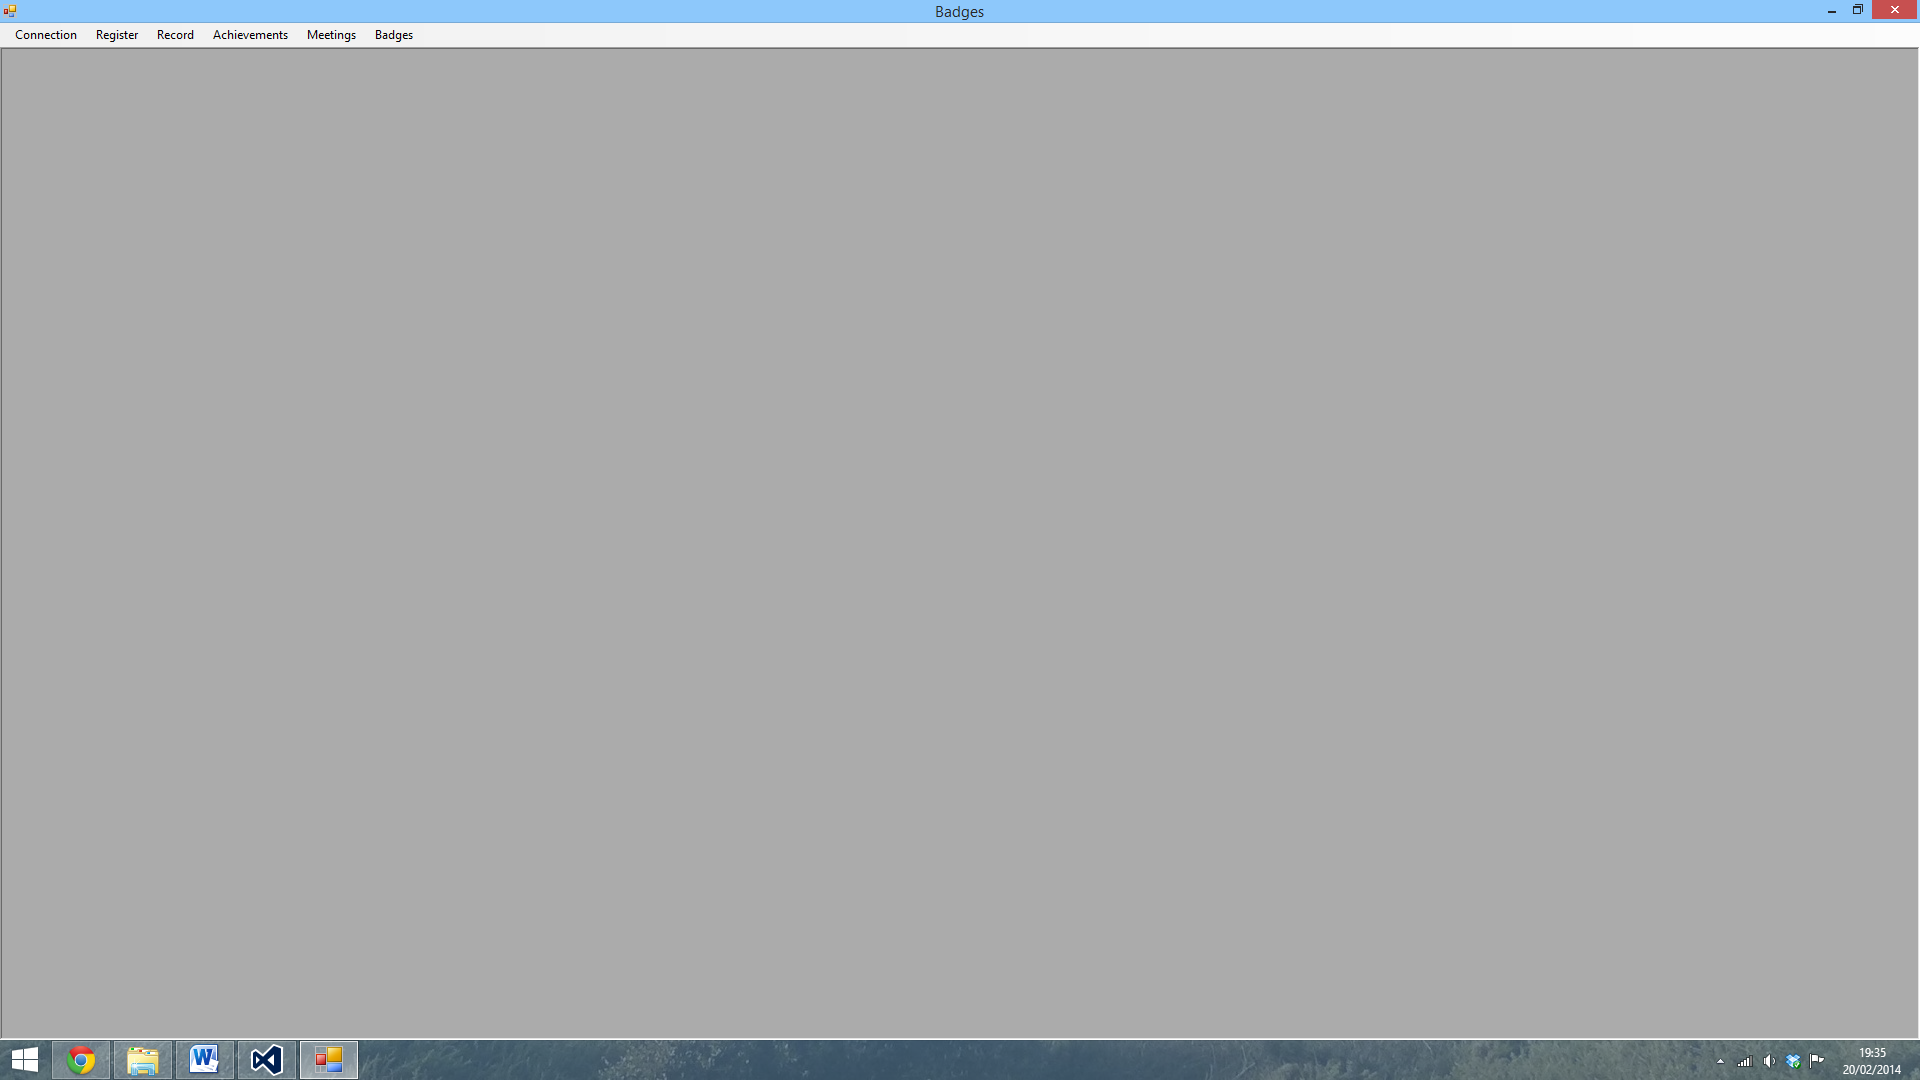 Badges
Connection Register Record Achievements Meetings Badges
19:35
20/02/2014